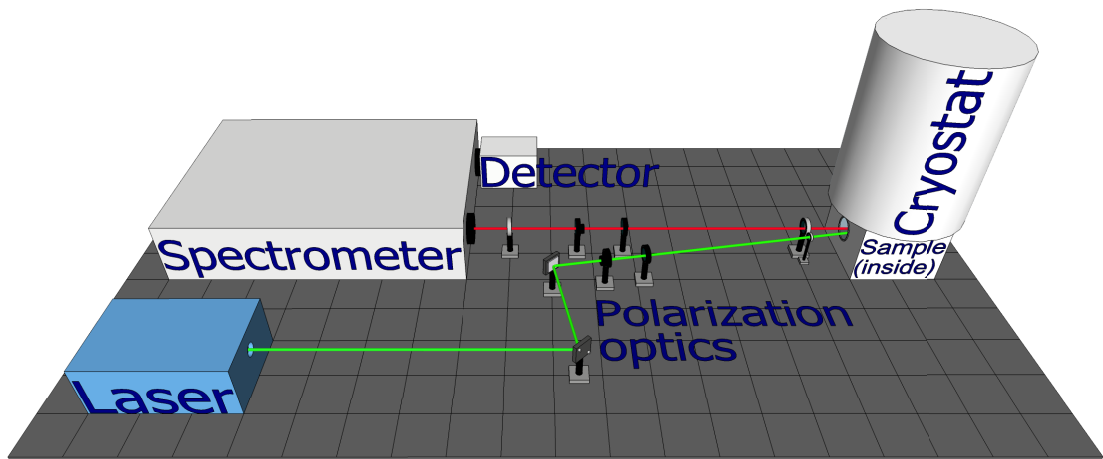 Cryostat
Detector
Spectrometer
Sample
(inside)
Polarization
optics
Laser